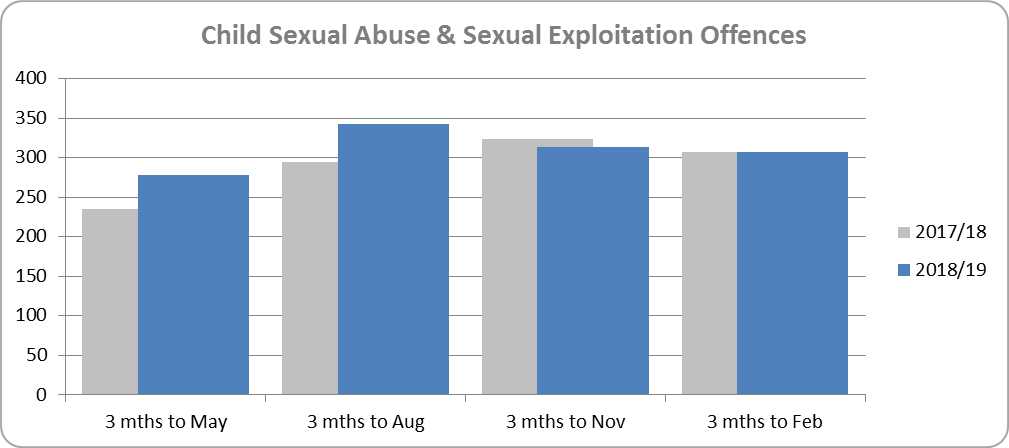 Child Sexual Abuse & Sexual Exploitation Offences
400
350
300
250
200
150
100
50
0
3 mths to May
3 mths to Aug
3 mths to Nov
3 mths to Feb
2017/18
2018/19